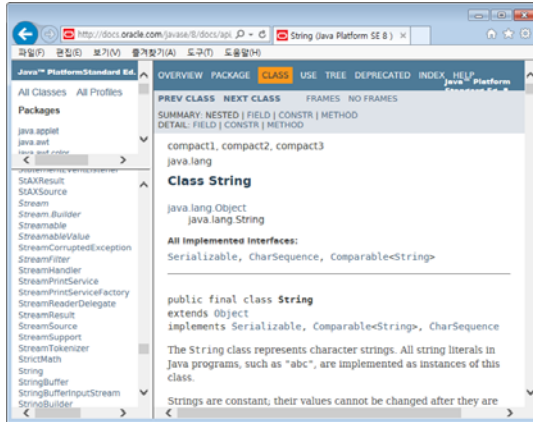 http://docs.oracle.com/javase/8/docs/api
String (Java Platform SE 8)
파일(F) 편집(E) 보기(V) 즐겨찾기(A) 도구(T) 도움말(H)
Java™ PlatformStandard Ed.
All Classes All Profiles
Packages
java.applet
java.awt
java.awt.color
StatementEventListener
StAXResult
StAXSource
Stream
Stream.Builder
Streamable
StreamableValue
StreamCorruptedException
StreamFilter
StreamHandler
StreamPrintService
StreamPrintServiceFactory
StreamReaderDelegate
StreamResult
StreamSource
StreamSupport
StreamTokenizer
StrictMath
String
StringBuffer
StringBufferInputStream
StringBuilder
OVERVIEW PACKAGE CLASS USE TREE DEPRECATED INDEX HELP
Java™ Platform
Standard Ed. 8
PREV CLASS NEXT CLASS FRAMES NO FRAMES
SUMMARY: NESTED | FIELD | CONSTR | METHOD
DETAIL: FIELD | CONSTR | METHOD
compact1, compact2, compact3
java.lang
Class String
java.lang.Object
java.lang.String
All Implemented Interfaces:
Serializable, CharSequence, Comparable<String>
public final class String
extends Object
implements Serializable, Comparable<String>, CharSequence
The String class represents character strings. All string literals in
Java programs, such as "abc", are implemented as instances of this
class.
Strings are constant; their values cannot be changed after they are